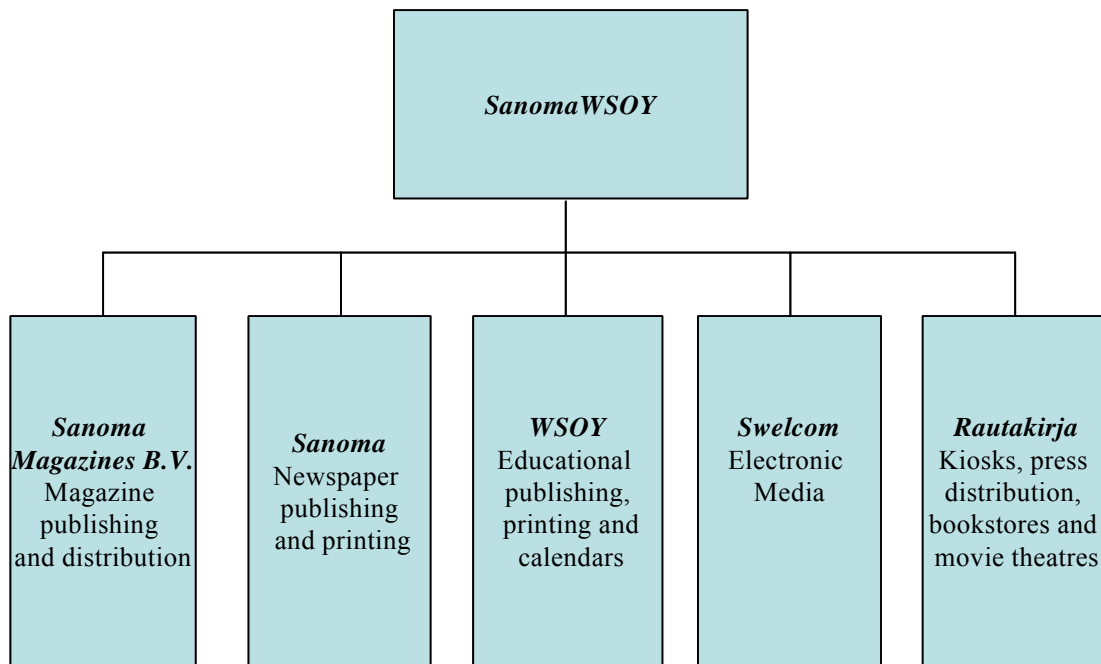 SanomaWSOY
Sanoma
Magazines B.V.
Magazine
publishing
and distribution
Sanoma
Newspaper
publishing
and printing
WSOY
Educational
publishing,
printing and
calendars
Swelcom
Electronic
Media
Rautakirja
Kiosks, press
distribution,
bookstores and
movie theatres